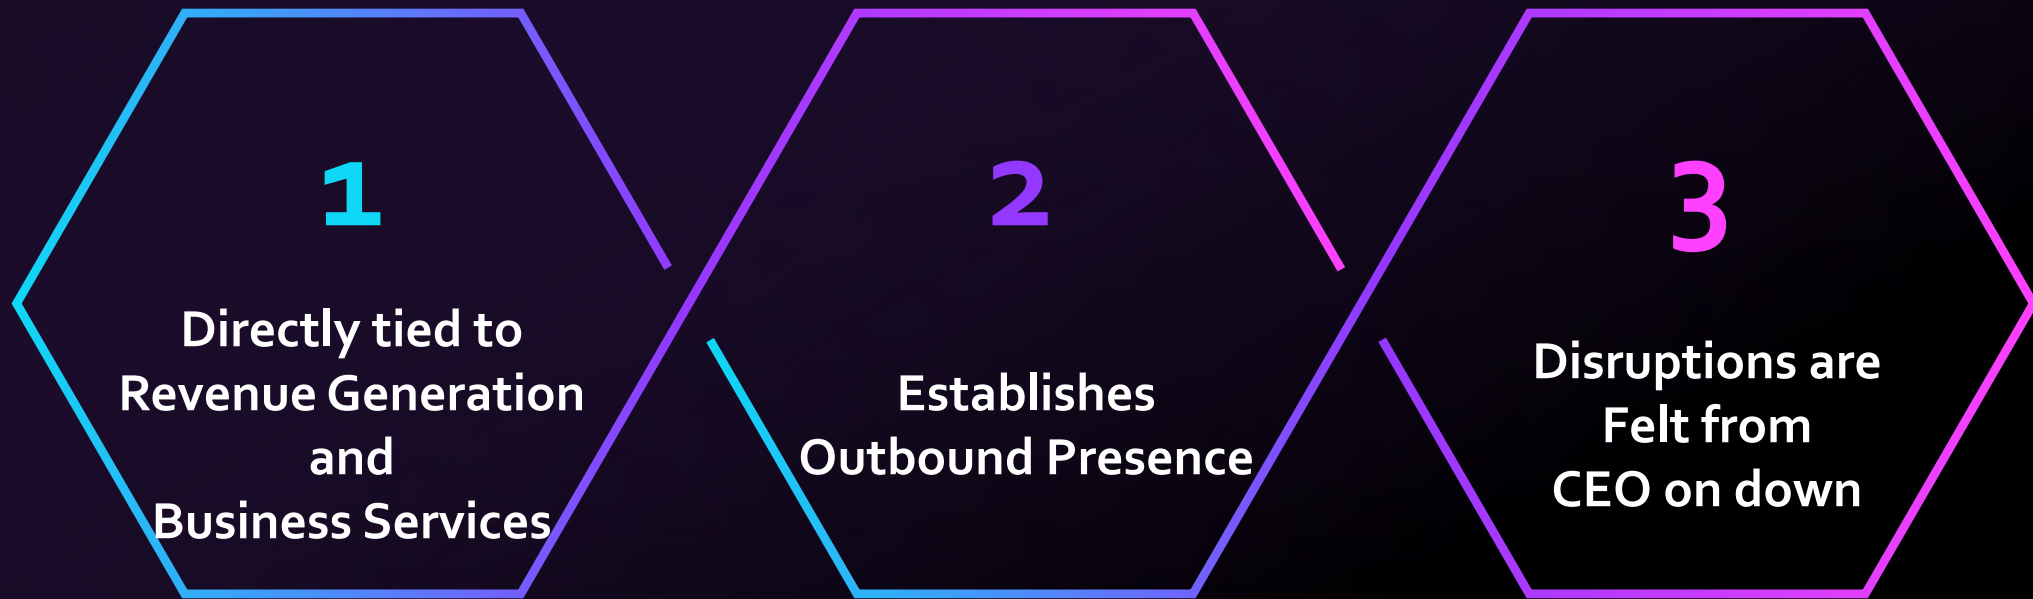 1
Directly tied to
Revenue Generation
and
Business Services
2
Establishes
Outbound Presence
3
Disruptions are
Felt from
CEO on down